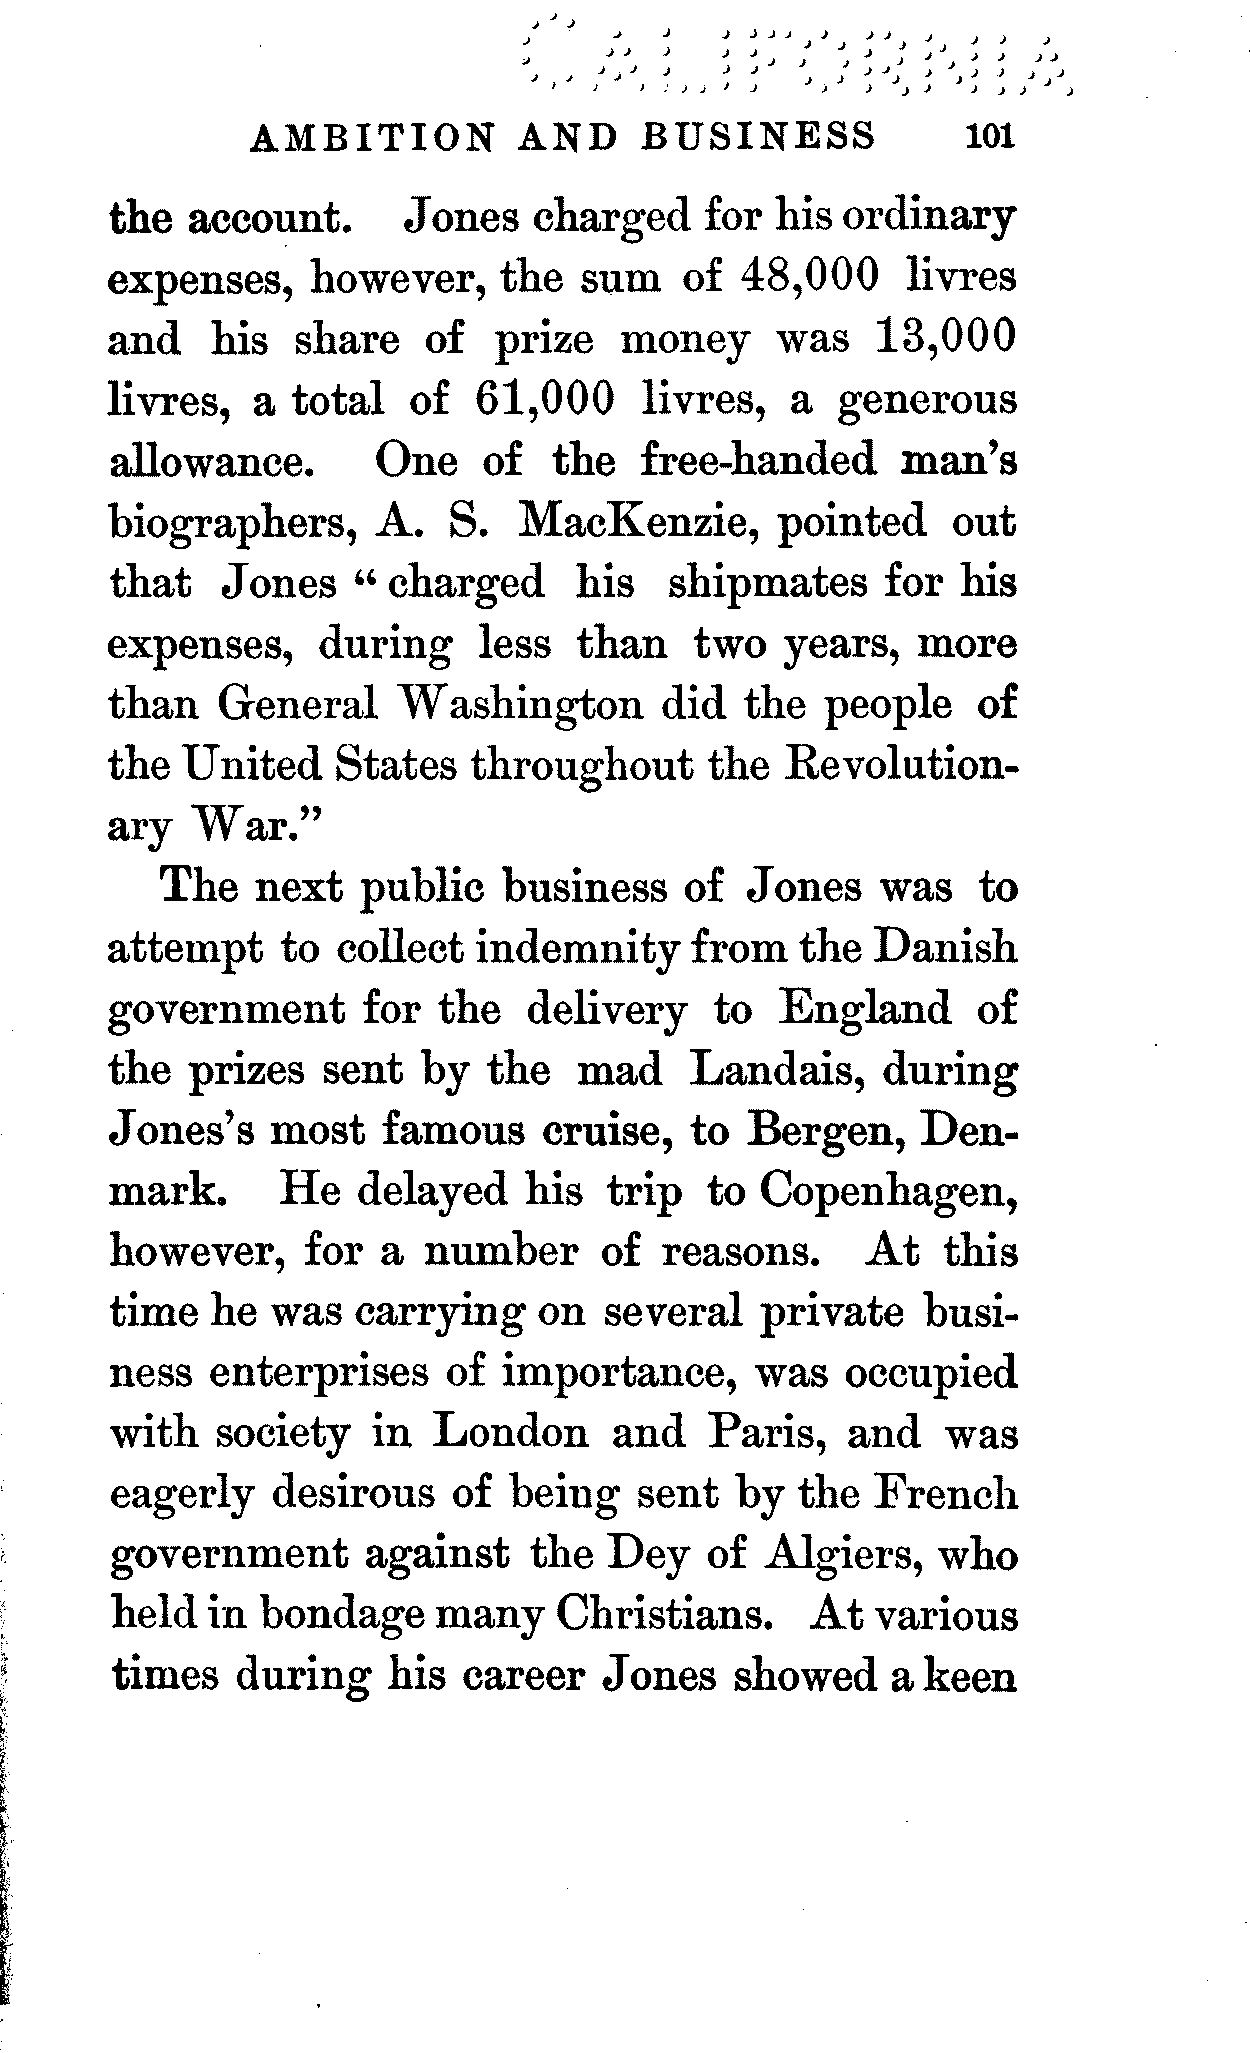 CALIFORNIA
AMBITION AND BUSINESS 101
the account. Jones charged for his ordinary
expenses, however, the sum of 48,000 livres
and his share of prize money was 13,000
livres, a total of 61,000 livres, a generous
allowance. One of the free-handed man's
biographers, A. S. MacKenzie, pointed out
that Jones "charged his shipmates for his
expenses, during less than two years, more
than General Washington did the people of
the United States throughout the Revolution-
ary War."
The next public business of Jones was to
attempt to collect indemnity from the Danish
government for the delivery to England of
the prizes sent by the mad Landais, during
Jones's most famous cruise, to Bergen, Den-
mark. He delayed his trip to Copenhagen,
however, for a number of reasons. At this
time he was carrying on several private busi-
ness enterprises of importance, was occupied
with society in London and Paris, and was
eagerly desirous of being sent by the French
government against the Dey of Algiers, who
held in bondage many Christians. At various
times during his career Jones showed a keen